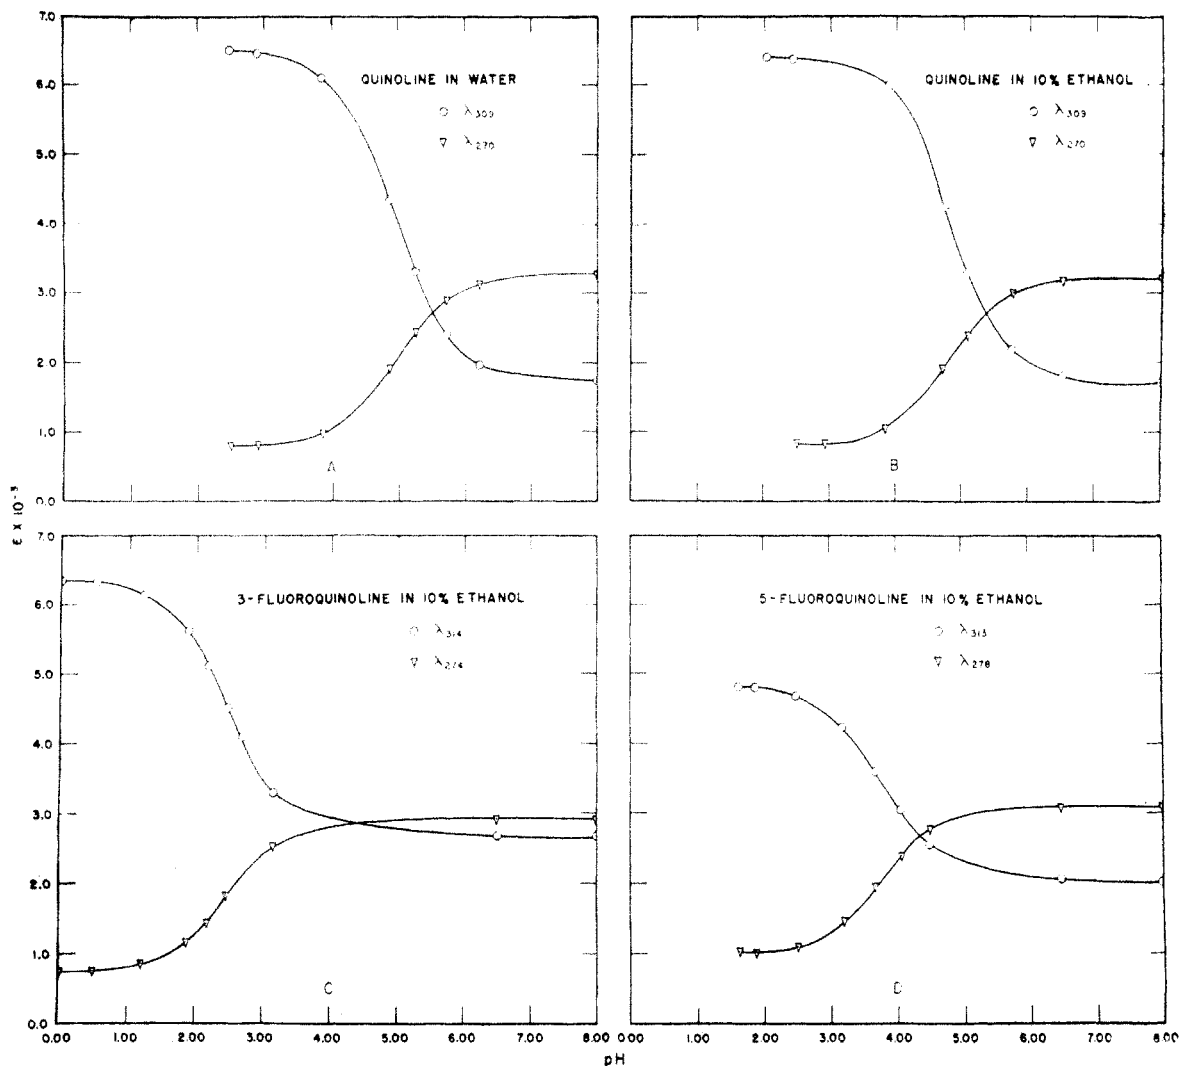 7.0
6.0
5.0
4.0
3.0
2.0
1.0
0.0
QUINOLINE IN WATER
○ λ309
▽ λ270
A
QUINOLINE IN 10% ETHANOL
○ λ309
▽ λ270
B
E X 10⁻³
7.0
6.0
5.0
4.0
3.0
2.0
1.0
0.0
3-FLUOROQUINOLINE IN 10% ETHANOL
○ λ314
▽ λ274
C
5-FLUOROQUINOLINE IN 10% ETHANOL
○ λ313
▽ λ278
D
0.00 1.00 2.00 3.00 4.00 5.00 6.00 7.00 8.00 0.00 1.00 2.00 3.00 4.00 5.00 6.00 7.00 8.00
pH